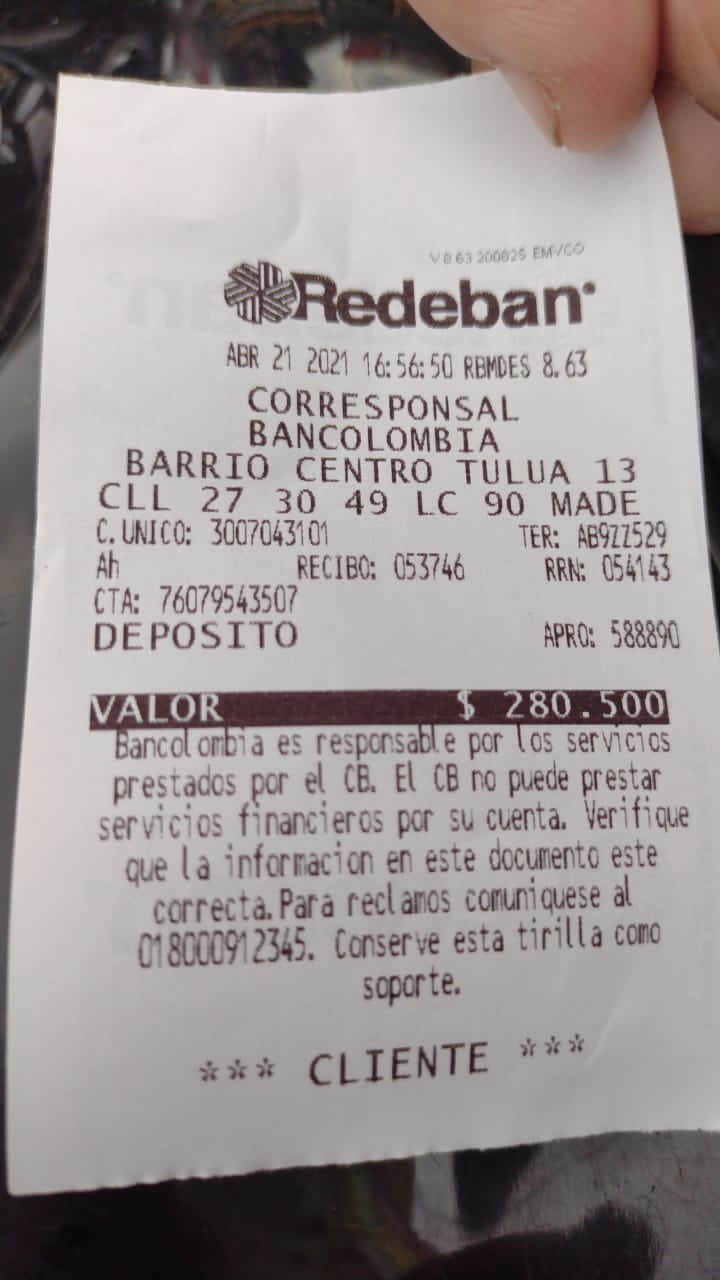 V 8.63 200825 EMVCO
Redeban
ABR 21 2021 16:56:50 RBMDES 8.63
CORRESPONSAL
BANCOLOMBIA
BARRIO CENTRO TULUA 13
CLL 27 30 49 LC 90 MADE
C. UNICO: 3007043101 TER: AB9ZZ529
Ah RECIBO: 053746 RRN: 054143
CTA: 76079543507
DEPOSITO APRO: 588890
VALOR $ 280.500
Bancolombia es responsable por los servicios
prestados por el CB. El CB no puede prestar
servicios financieros por su cuenta. Verifique
que la informacion en este documento este
correcta. Para reclamos comuniquese al
018000912345. Conserve esta tirilla como
soporte.
*** CLIENTE ***